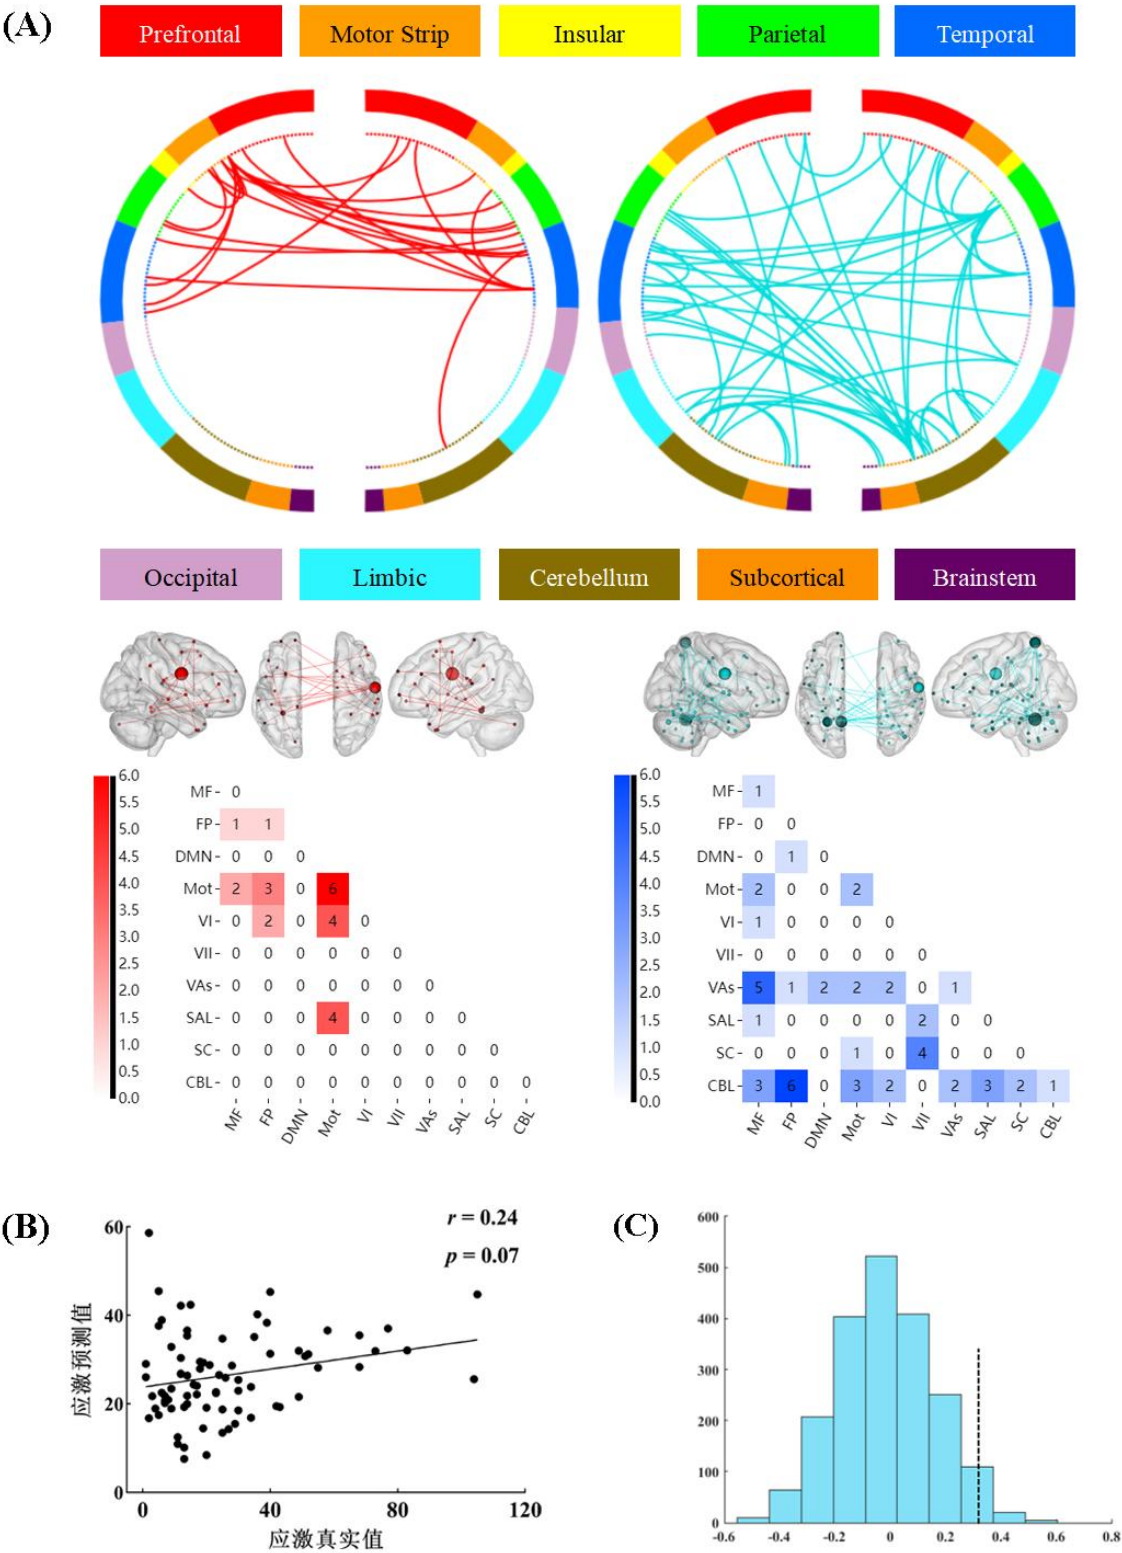 (A)
Prefrontal Motor Strip Insular Parietal Temporal
Occipital Limbic Cerebellum Subcortical Brainstem
6.0
5.5
5.0
4.5
4.0
3.5
3.0
2.5
2.0
1.5
1.0
0.5
0.0
MF 0
FP 1 1
DMN 0 0 0
Mot 2 3 0 6
VI 0 2 0 4 0
VII 0 0 0 0 0 0
VAs 0 0 0 0 0 0 0
SAL 0 0 0 4 0 0 0 0
SC 0 0 0 0 0 0 0 0 0
CBL 0 0 0 0 0 0 0 0 0 0
MF FP DMN Mot VI VII VAs SAL SC CBL
6.0
5.5
5.0
4.5
4.0
3.5
3.0
2.5
2.0
1.5
1.0
0.5
0.0
MF 1
FP 0 0
DMN 0 1 0
Mot 2 0 0 2
VI 1 0 0 0 0
VII 0 0 0 0 0 0
VAs 5 1 2 2 2 0 1
SAL 1 0 0 0 0 2 0 0
SC 0 0 0 1 0 4 0 0 0
CBL 3 6 0 3 2 0 2 3 2 1
MF FP DMN Mot VI VII VAs SAL SC CBL
(B)
r = 0.24
p = 0.07
应激预测值
60
40
20
0
0 40 80 120
应激真实值
(C)
600
500
400
300
200
100
0
-0.6 -0.4 -0.2 0 0.2 0.4 0.6 0.8